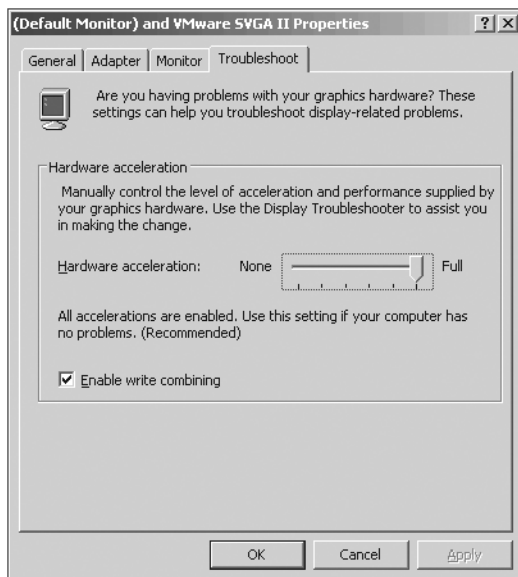 (Default Monitor) and VMware SVGA II Properties
General Adapter Monitor Troubleshoot
Are you having problems with your graphics hardware? These
settings can help you troubleshoot display-related problems.
Hardware acceleration
Manually control the level of acceleration and performance supplied by
your graphics hardware. Use the Display Troubleshooter to assist you
in making the change.
Hardware acceleration: None Full
All accelerations are enabled. Use this setting if your computer has
no problems. (Recommended)
Enable write combining
OK Cancel Apply